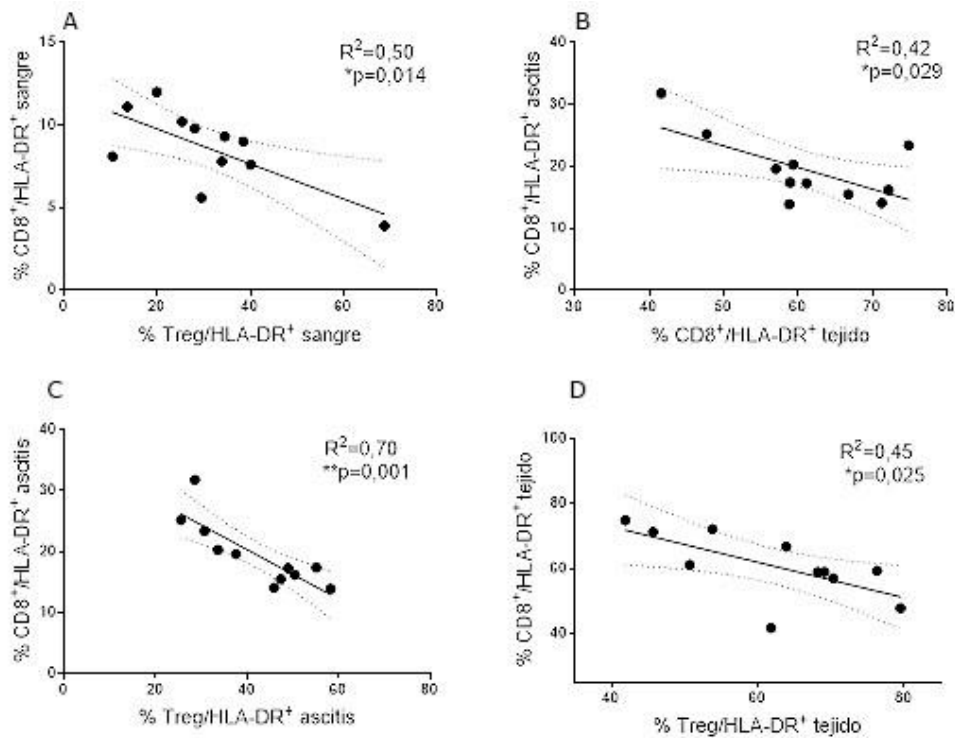 A
% CD8⁺/HLA-DR⁺ sangre
15
10
5
0
0 20 40 60 80
% Treg/HLA-DR⁺ sangre
R²=0,50
*p=0,014
B
% CD8⁺/HLA-DR⁺ ascitis
40
30
20
10
0
30 40 50 60 70 80
% CD8⁺/HLA-DR⁺ tejido
R²=0,42
*p=0,029
C
% CD8⁺/HLA-DR⁺ ascitis
40
30
20
10
0
0 20 40 60 80
% Treg/HLA-DR⁺ ascitis
R²=0,70
**p=0,001
D
% CD8⁺/HLA-DR⁺ tejido
100
80
60
40
40 60 80
% Treg/HLA-DR⁺ tejido
R²=0,45
*p=0,025